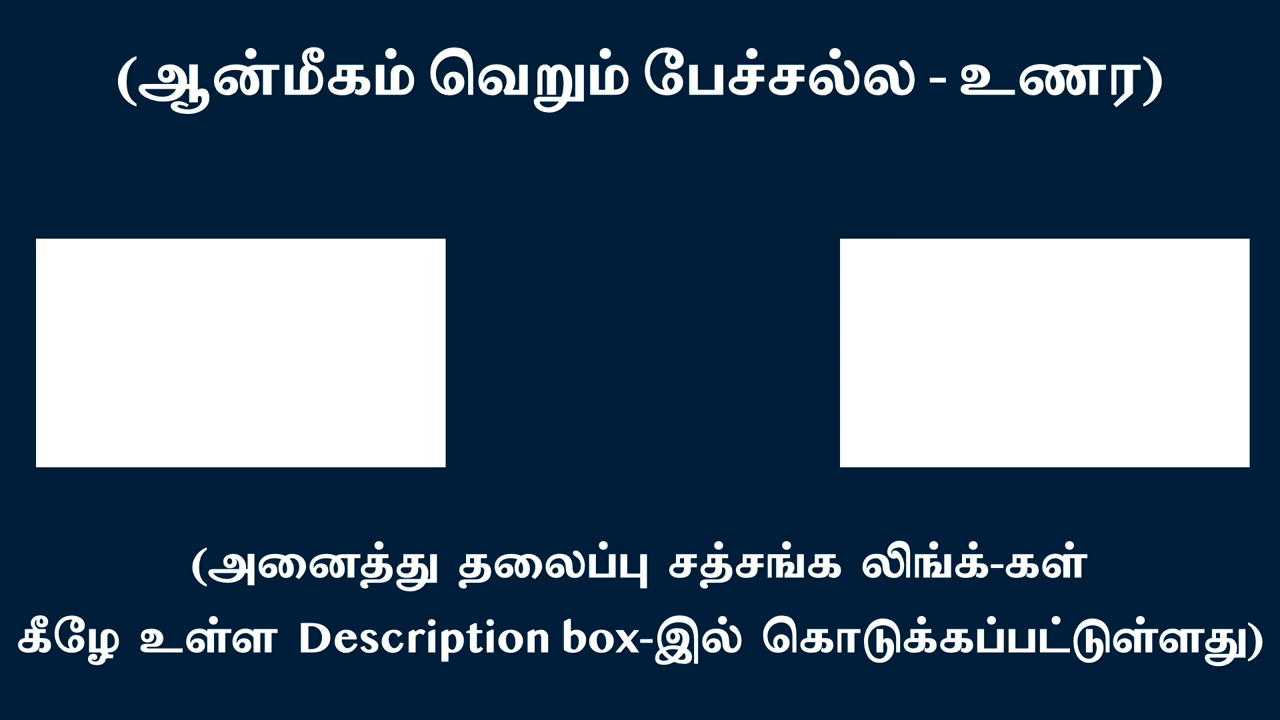 (ஆன்மீகம் வெறும் பேச்சல்ல - உணர)
(அனைத்து தலைப்பு சத்சங்க லிங்க்-கள்
கீழே உள்ள Description box-இல் கொடுக்கப்பட்டுள்ளது)